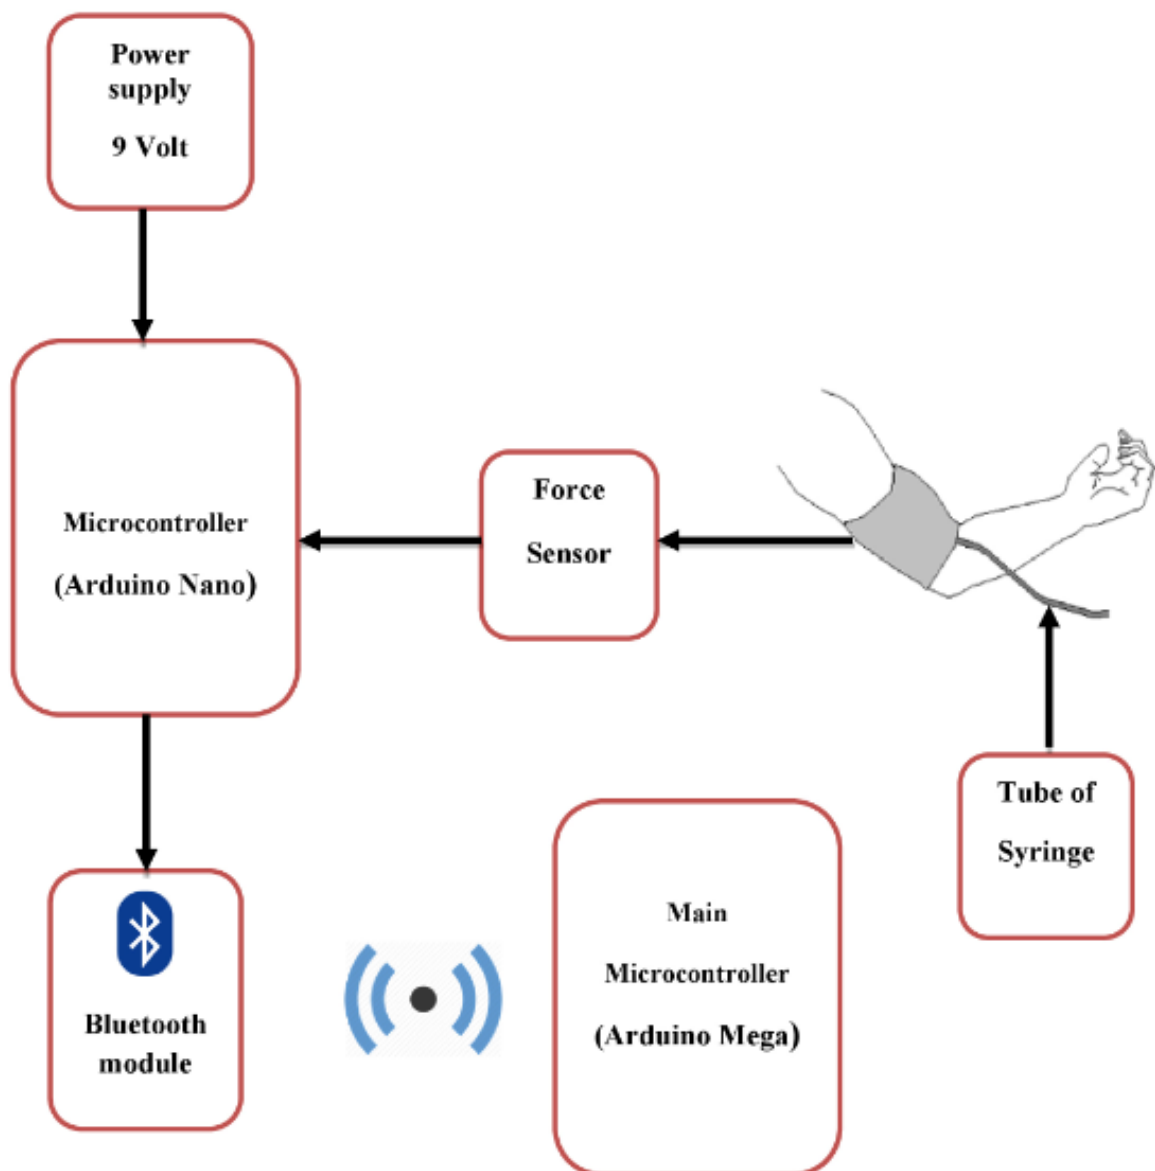 Power
supply
9 Volt
Microcontroller
(Arduino Nano)
Force
Sensor
Tube of
Syringe
Bluetooth
module
Main
Microcontroller
(Arduino Mega)